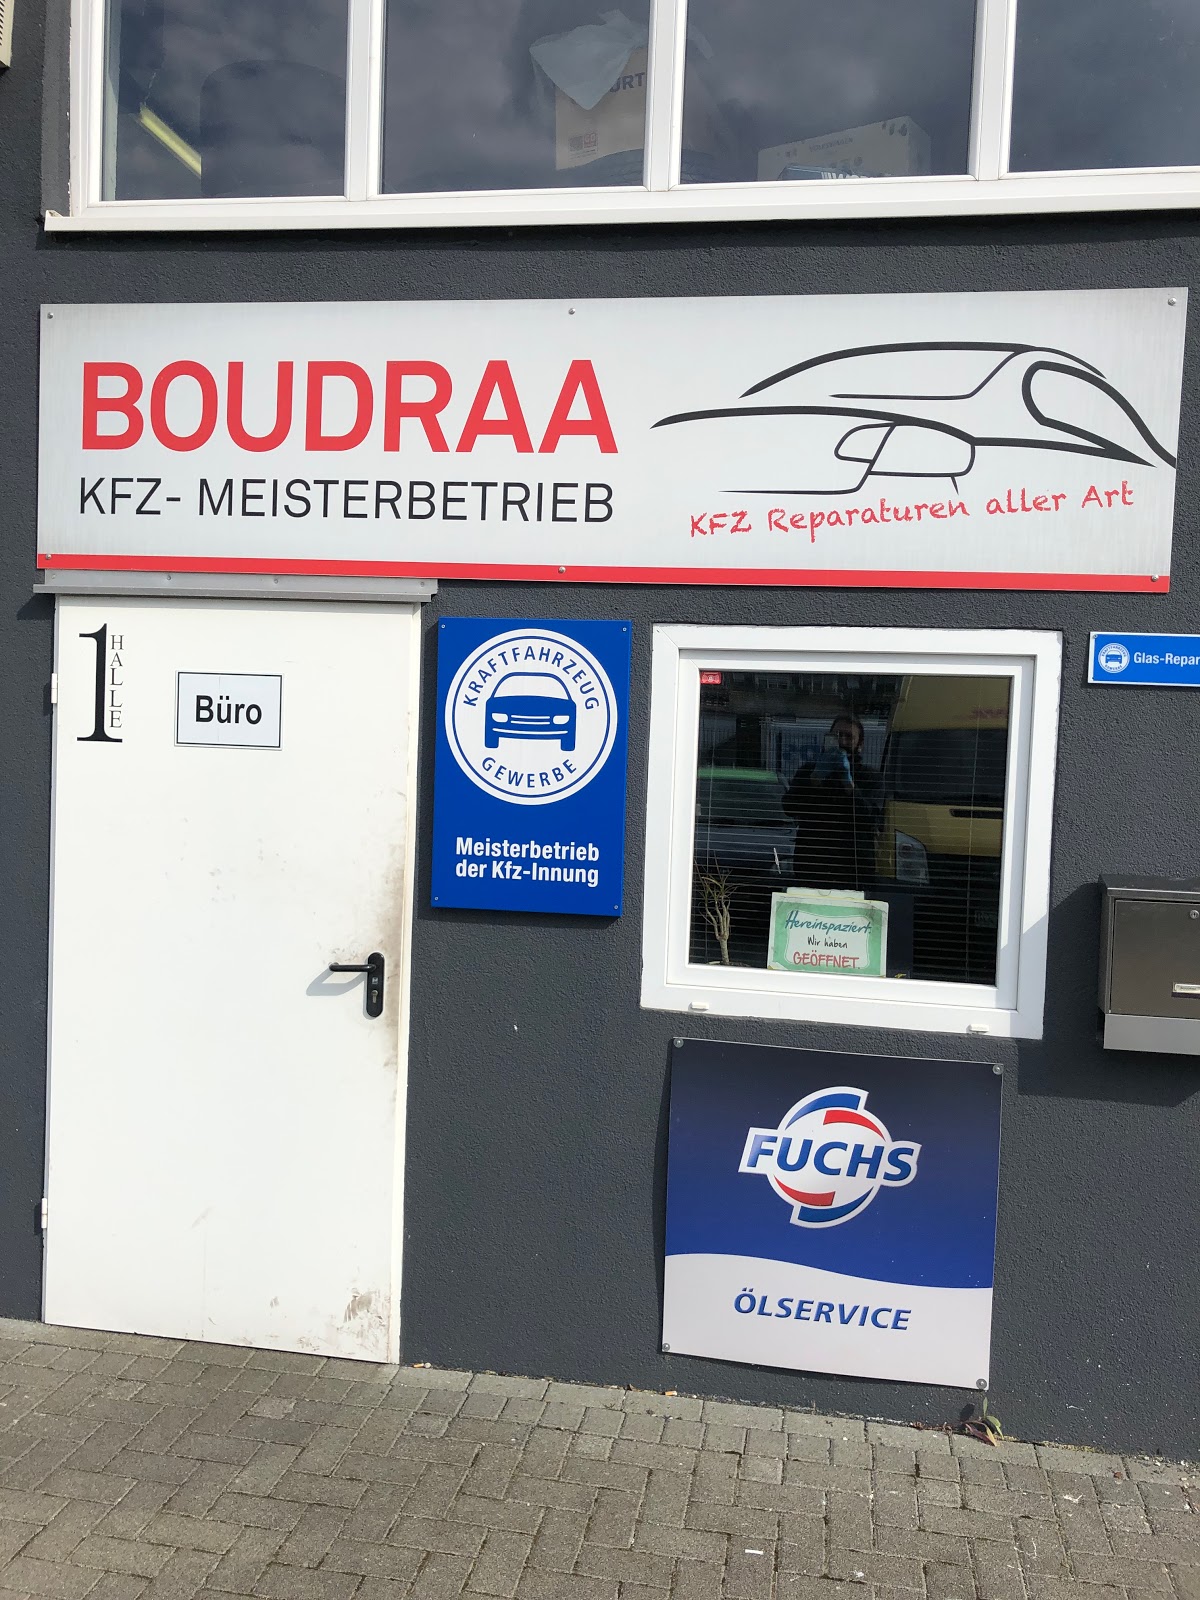 BOUDRAA
KFZ- MEISTERBETRIEB
KFZ Reparaturen aller Art
1
HALLE
Büro
KRAFTFAHRZEUG
GEWERBE
Meisterbetrieb
der Kfz-Innung
Glas-Repar
Hereinspaziert.
Wir haben
GEÖFFNET
FUCHS
ÖLSERVICE